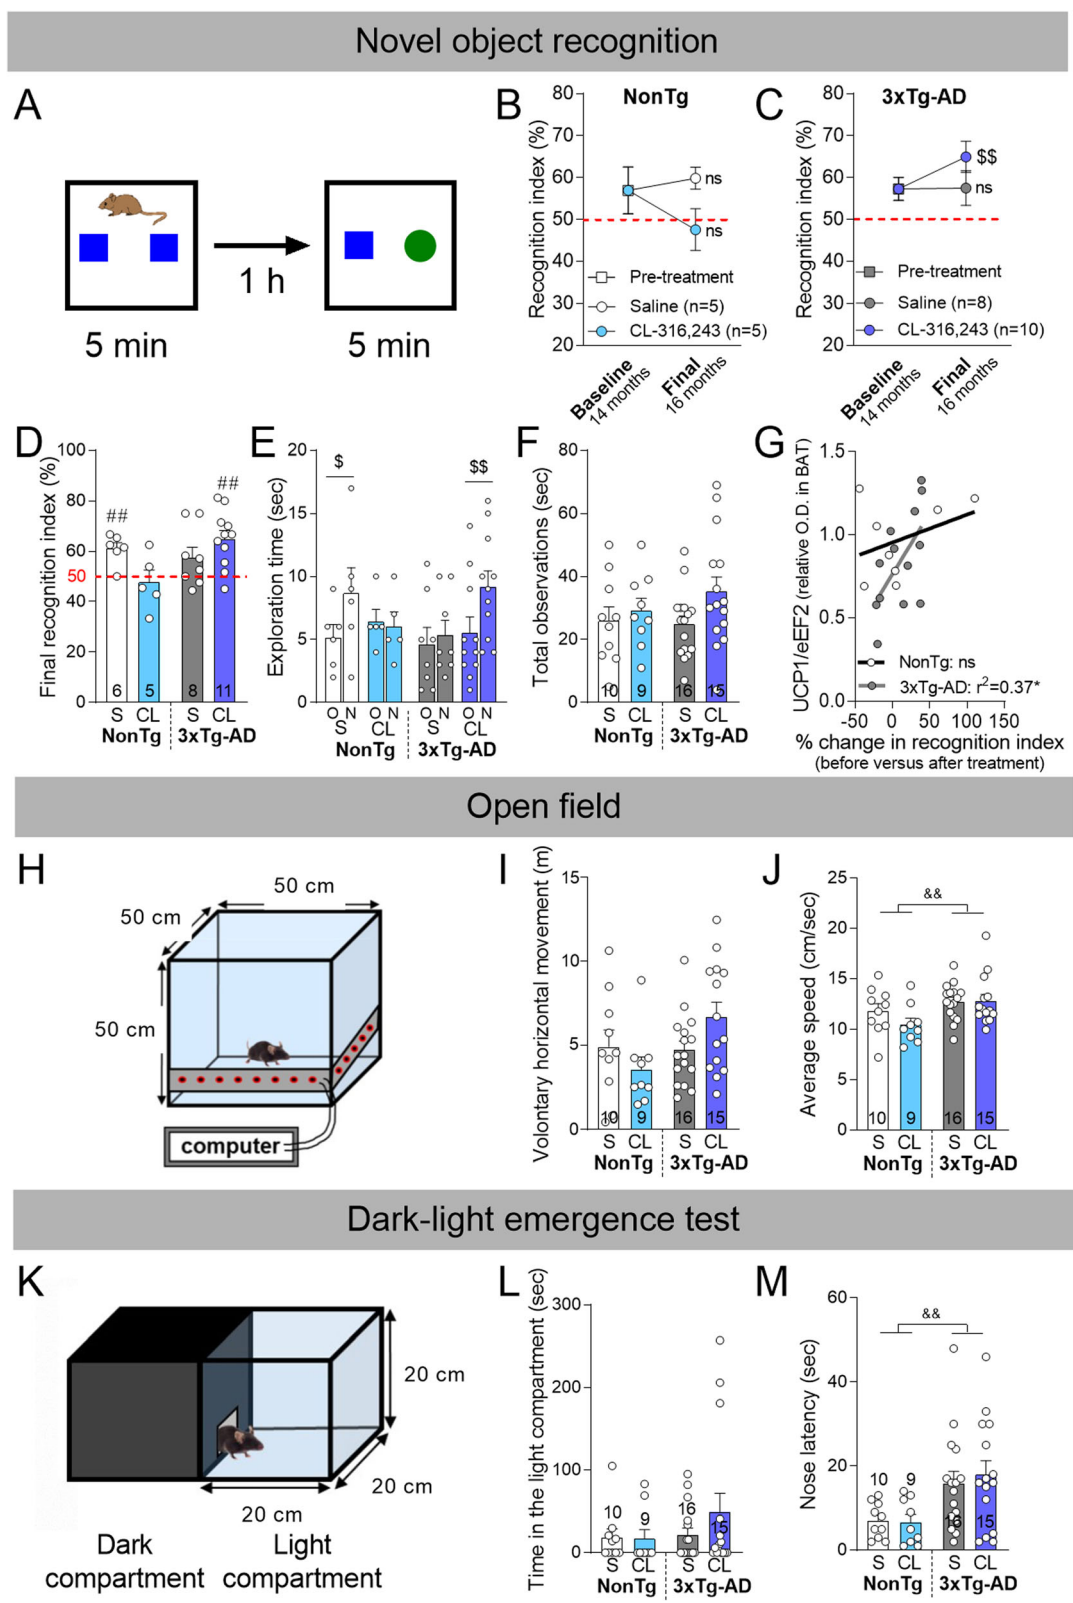 Novel object recognition
A
1 h
5 min
5 min
B
NonTg
Recognition index (%)
80
70
60
50
40
30
20
ns
ns
Pre-treatment
Saline (n=5)
CL-316,243 (n=5)
Baseline
14 months
Final
16 months
C
3xTg-AD
Recognition index (%)
80
70
60
50
40
30
20
$$
ns
Pre-treatment
Saline (n=8)
CL-316,243 (n=10)
Baseline
14 months
Final
16 months
D
Final recognition index (%)
100
80
60
50
40
20
0
##
##
6
5
8
11
S CL S CL
NonTg 3xTg-AD
E
Exploration time (sec)
20
15
10
5
0
$
$$
O N O N O N O N
S CL S CL
NonTg 3xTg-AD
F
Total observations (sec)
80
60
40
20
0
10
9
16
15
S CL S CL
NonTg 3xTg-AD
G
UCP1/eEF2 (relative O.D. in BAT)
1.5
1.0
0.5
0.0
NonTg: ns
3xTg-AD: r²=0.37*
-50 0 50 100 150
% change in recognition index
(before versus after treatment)
Open field
H
50 cm
50 cm
50 cm
computer
I
Volontary horizontal movement (m)
15
10
5
0
10
9
16
15
S CL S CL
NonTg 3xTg-AD
J
Average speed (cm/sec)
25
20
15
10
5
0
&&
10
9
16
15
S CL S CL
NonTg 3xTg-AD
Dark-light emergence test
K
20 cm
20 cm
20 cm
Dark
compartment
Light
compartment
L
Time in the light compartment (sec)
300
200
100
0
10
9
16
15
S CL S CL
NonTg 3xTg-AD
M
Nose latency (sec)
60
40
20
0
&&
10
9
16
15
S CL S CL
NonTg 3xTg-AD